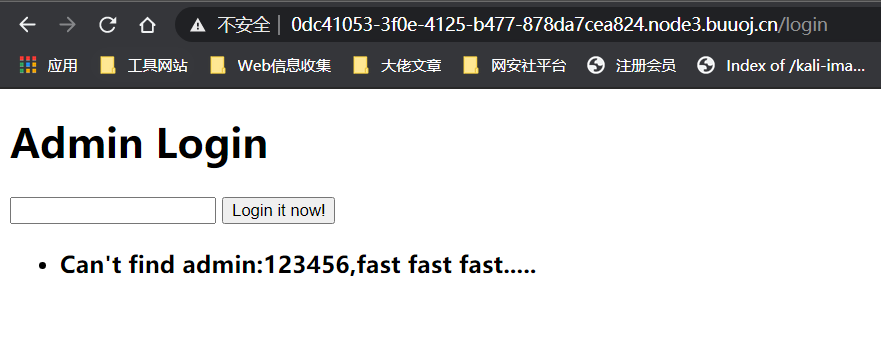 不安全 | 0dc41053-3f0e-4125-b477-878da7cea824.node3.buuoj.cn/login
应用 工具网站 Web信息收集 大佬文章 网安社平台 注册会员 Index of /kali-ima...
Admin Login
Login it now!
• Can't find admin:123456,fast fast fast.....